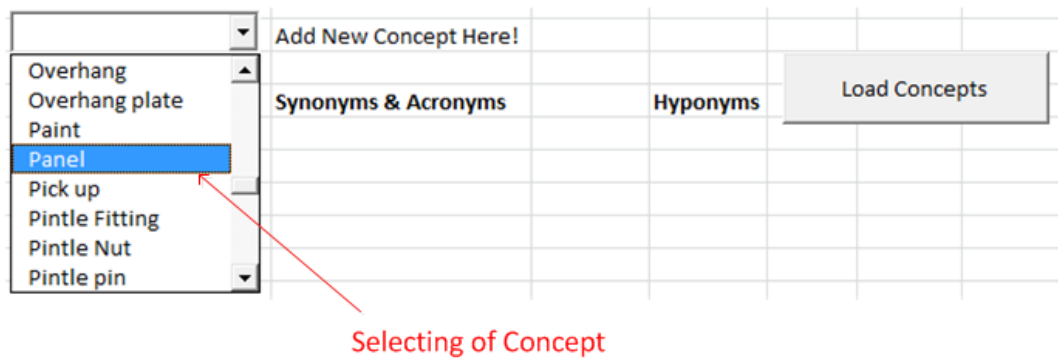 Add New Concept Here!
Overhang
Overhang plate
Paint
Panel
Pick up
Pintle Fitting
Pintle Nut
Pintle pin
Synonyms & Acronyms
Hyponyms
Load Concepts
Selecting of Concept